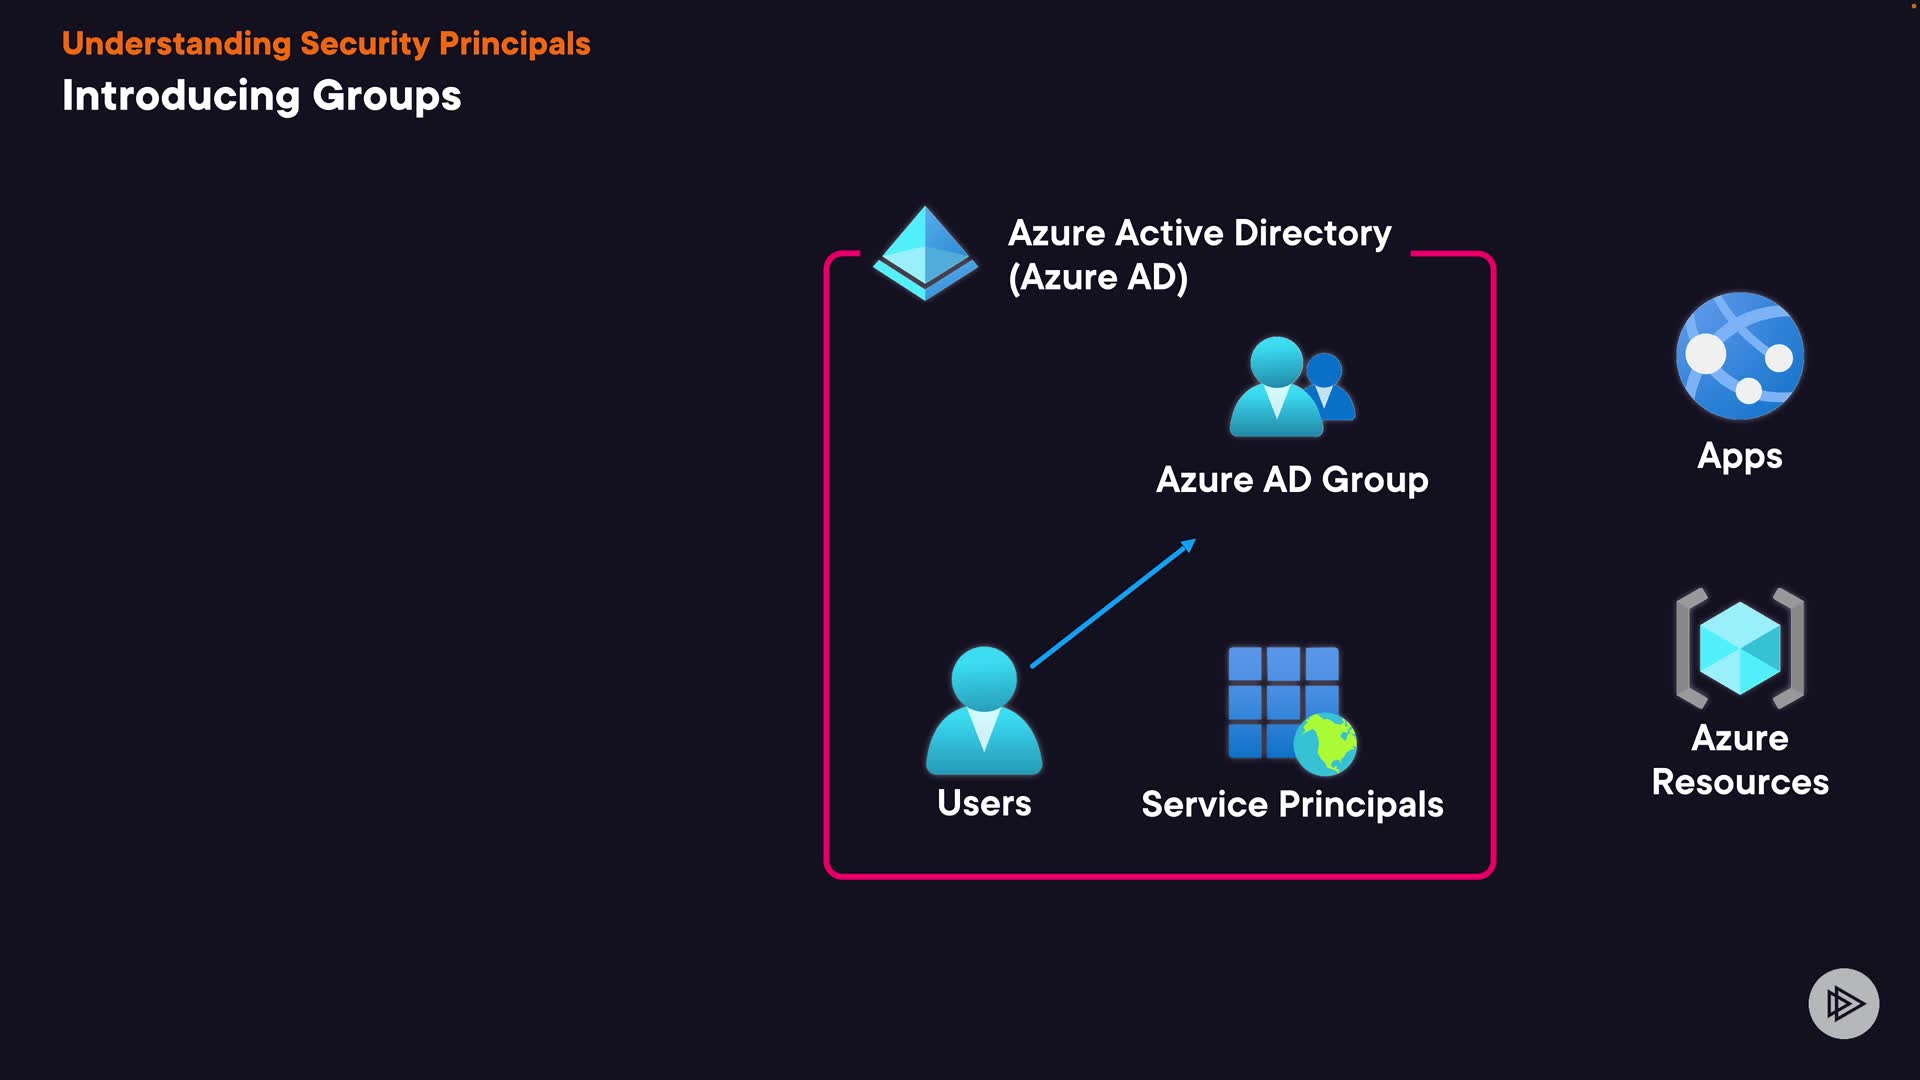 Understanding Security Principals
Introducing Groups
Azure Active Directory
(Azure AD)
Azure AD Group
Apps
Users
Service Principals
Azure
Resources